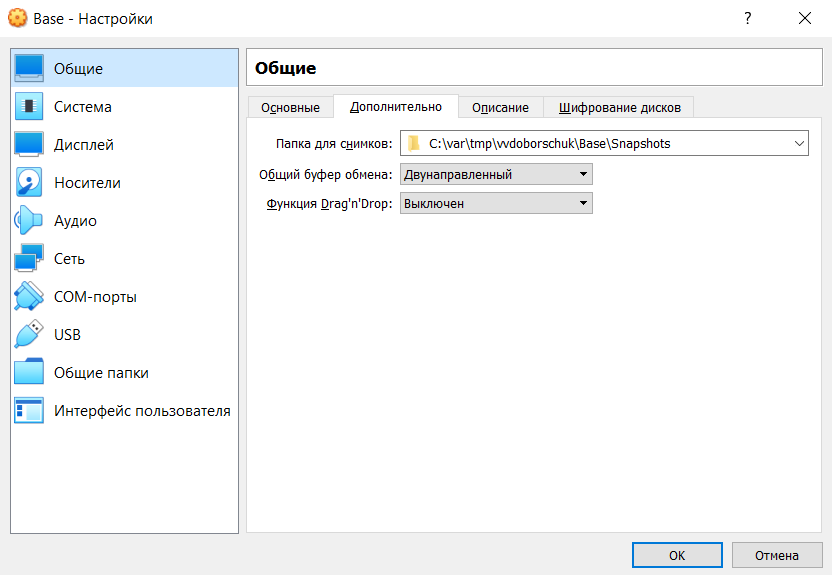 Base - Настройки
?
Общие
Система
Дисплей
Носители
Аудио
Сеть
COM-порты
USB
Общие папки
Интерфейс пользователя
Общие
Основные Дополнительно Описание Шифрование дисков
Папка для снимков: C:\var\tmp\vvdoborschuk\Base\Snapshots
Общий буфер обмена: Двунаправленный
Функция Drag'n'Drop: Выключен
OK Отмена